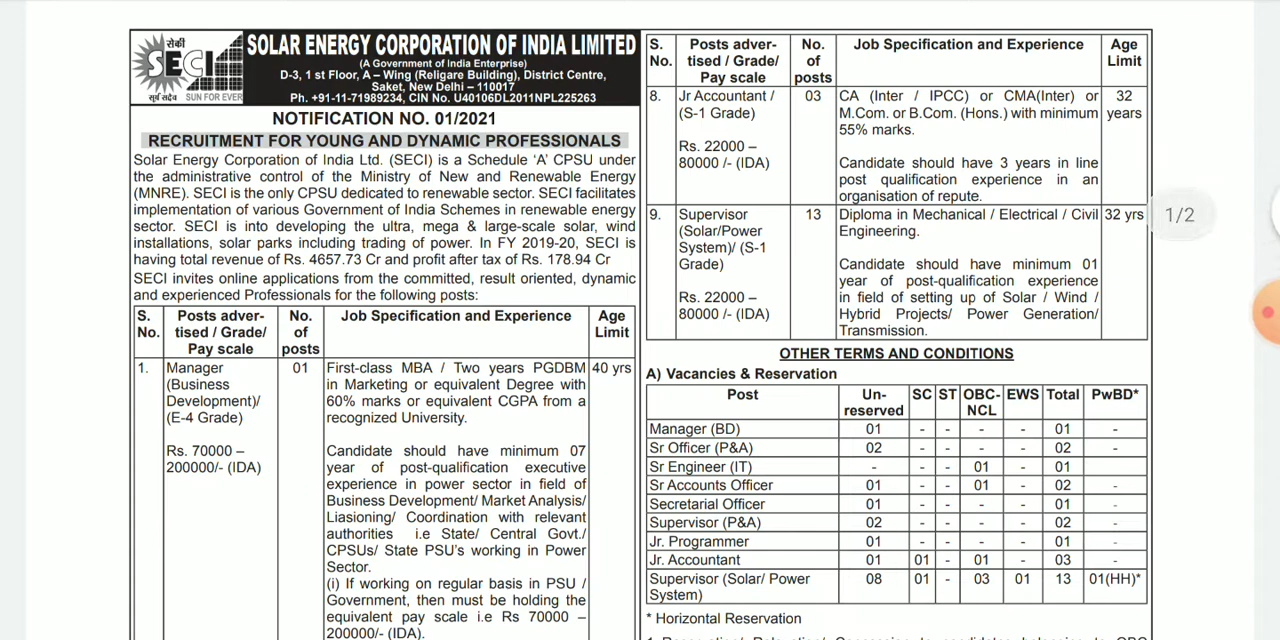 सेकी
SECI
सूर्य सदैव SUN FOR EVER
SOLAR ENERGY CORPORATION OF INDIA LIMITED
(A Government of India Enterprise)
D-3, 1 st Floor, A – Wing (Religare Building), District Centre,
Saket, New Delhi – 110017
Ph. +91-11-71989234, CIN No. U40106DL2011NPL225263
NOTIFICATION NO. 01/2021
RECRUITMENT FOR YOUNG AND DYNAMIC PROFESSIONALS
Solar Energy Corporation of India Ltd. (SECI) is a Schedule ‘A’ CPSU under
the administrative control of the Ministry of New and Renewable Energy
(MNRE). SECI is the only CPSU dedicated to renewable sector. SECI facilitates
implementation of various Government of India Schemes in renewable energy
sector. SECI is into developing the ultra, mega & large-scale solar, wind
installations, solar parks including trading of power. In FY 2019-20, SECI is
having total revenue of Rs. 4657.73 Cr and profit after tax of Rs. 178.94 Cr
SECI invites online applications from the committed, result oriented, dynamic
and experienced Professionals for the following posts:
S. No. Posts adver-tised / Grade/ Pay scale No. of posts Job Specification and Experience Age Limit
1. Manager 01 First-class MBA / Two years PGDBM 40 yrs
(Business in Marketing or equivalent Degree with
Development)/ 60% marks or equivalent CGPA from a
(E-4 Grade) recognized University.
Rs. 70000 – Candidate should have minimum 07
200000/- (IDA) year of post-qualification executive
experience in power sector in field of
Business Development/ Market Analysis/
Liasioning/ Coordination with relevant
authorities i.e State/ Central Govt./
CPSUs/ State PSU’s working in Power
Sector.
(i) If working on regular basis in PSU /
Government, then must be holding the
equivalent pay scale i.e Rs 70000 –
200000/- (IDA).
S. No. Posts adver-tised / Grade/ Pay scale No. of posts Job Specification and Experience Age Limit
8. Jr Accountant / 03 CA (Inter / IPCC) or CMA(Inter) or 32
(S-1 Grade) M.Com. or B.Com. (Hons.) with minimum years
55% marks.
Rs. 22000 –
80000 /- (IDA) Candidate should have 3 years in line
post qualification experience in an
organisation of repute.
9. Supervisor 13 Diploma in Mechanical / Electrical / Civil 32 yrs
(Solar/Power Engineering.
System)/ (S-1
Grade) Candidate should have minimum 01
year of post-qualification experience
Rs. 22000 – in field of setting up of Solar / Wind /
80000 /- (IDA) Hybrid Projects/ Power Generation/
Transmission.
OTHER TERMS AND CONDITIONS
A) Vacancies & Reservation
Post Un-reserved SC ST OBC-NCL EWS Total PwBD*
Manager (BD) 01 - - - - 01 -
Sr Officer (P&A) 02 - - - - 02 -
Sr Engineer (IT) - - - 01 - 01
Sr Accounts Officer 01 - - 01 - 02 -
Secretarial Officer 01 - - - - 01 -
Supervisor (P&A) 02 - - - - 02 -
Jr. Programmer 01 - - - - 01 -
Jr. Accountant 01 01 - 01 - 03 -
Supervisor (Solar/ Power 08 01 - 03 01 13 01(HH)*
System)
* Horizontal Reservation
1/2